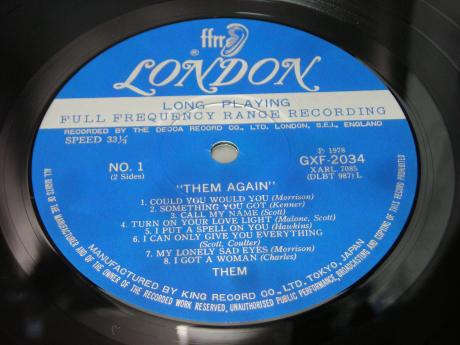 ffrr
LONDON
LONG PLAYING
FULL FREQUENCY RANGE RECORDING
RECORDED BY THE DECCA RECORD CO., LTD. LONDON, S.E.I., ENGLAND
SPEED 33⅓
℗ 1978
NO. 1
GXF-2034
(2 Sides)
XARL. 7085
(DLBT 987) L
"THEM AGAIN"
1. COULD YOU WOULD YOU (Morrison)
2. SOMETHING YOU GOT (Kenner)
3. CALL MY NAME (Scott)
4. TURN ON YOUR LOVE LIGHT (Malone, Scott)
5. I PUT A SPELL ON YOU (Hawkins)
6. I CAN ONLY GIVE YOU EVERYTHING
(Scott, Coulter)
7. MY LONELY SAD EYES (Morrison)
8. I GOT A WOMAN (Charles)
THEM
MANUFACTURED BY KING RECORD CO., LTD. TOKYO, JAPAN
ALL RIGHTS OF THE MANUFACTURER AND OF THE OWNER OF THE RECORDED WORK RESERVED, UNAUTHORISED PUBLIC PERFORMANCE, BROADCASTING AND COPYING OF THIS RECORD PROHIBITED